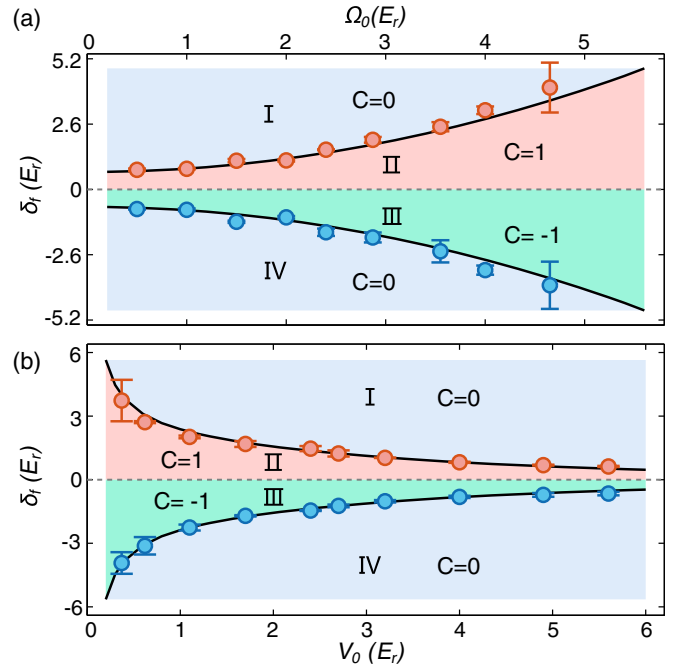 (a)
Ω₀(Eᵣ)
0 1 2 3 4 5
5.2
I C=0
2.6
C=1
II
0
δ_f (Eᵣ)
III
C= -1
-2.6
IV C=0
-5.2
(b)
6
I C=0
3
C=1 II
0
δ_f (Eᵣ)
C= -1 III
-3
IV C=0
-6
0 1 2 3 4 5 6
V₀ (Eᵣ)